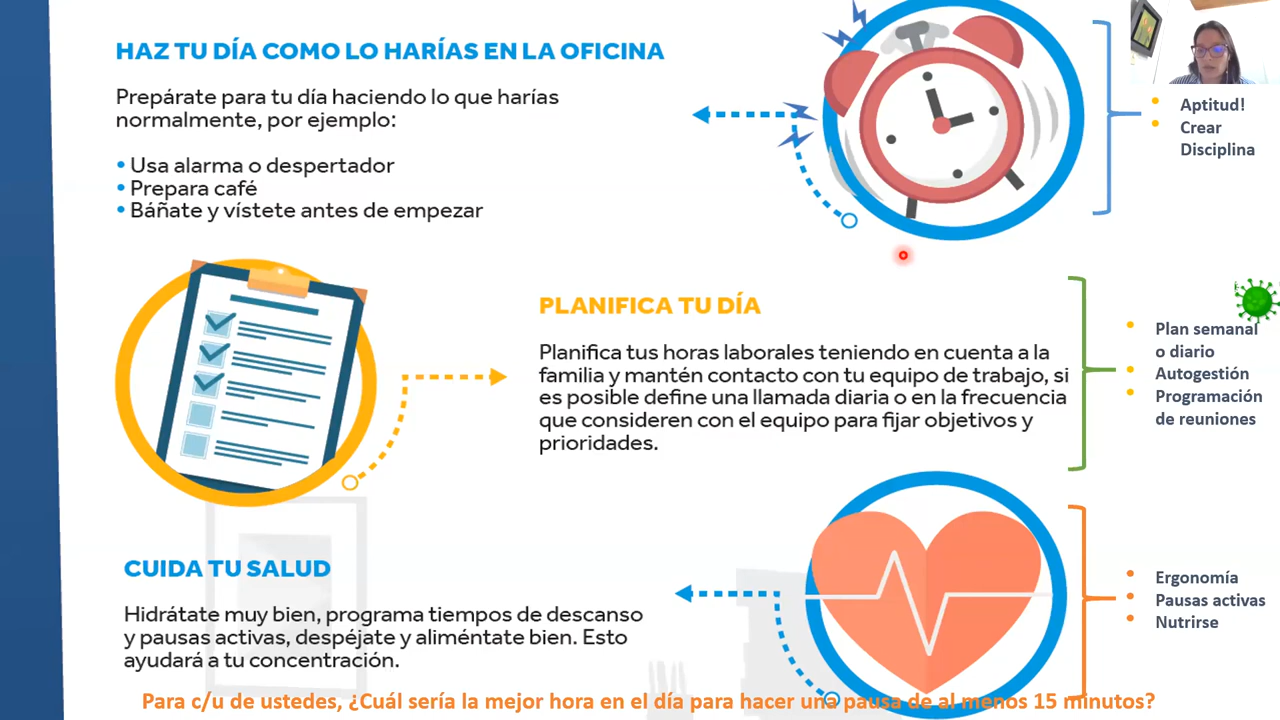 HAZ TU DÍA COMO LO HARÍAS EN LA OFICINA
Prepárate para tu día haciendo lo que harías
normalmente, por ejemplo:
• Usa alarma o despertador
• Prepara café
• Báñate y vístete antes de empezar
• Aptitud!
• Crear
Disciplina
PLANIFICA TU DÍA
Planifica tus horas laborales teniendo en cuenta a la
familia y mantén contacto con tu equipo de trabajo, si
es posible define una llamada diaria o en la frecuencia
que consideren con el equipo para fijar objetivos y
prioridades.
• Plan semanal
o diario
• Autogestión
• Programación
de reuniones
CUIDA TU SALUD
Hidrátate muy bien, programa tiempos de descanso
y pausas activas, despéjate y aliméntate bien. Esto
ayudará a tu concentración.
• Ergonomía
• Pausas activas
• Nutrirse
Para c/u de ustedes, ¿Cuál sería la mejor hora en el día para hacer una pausa de al menos 15 minutos?